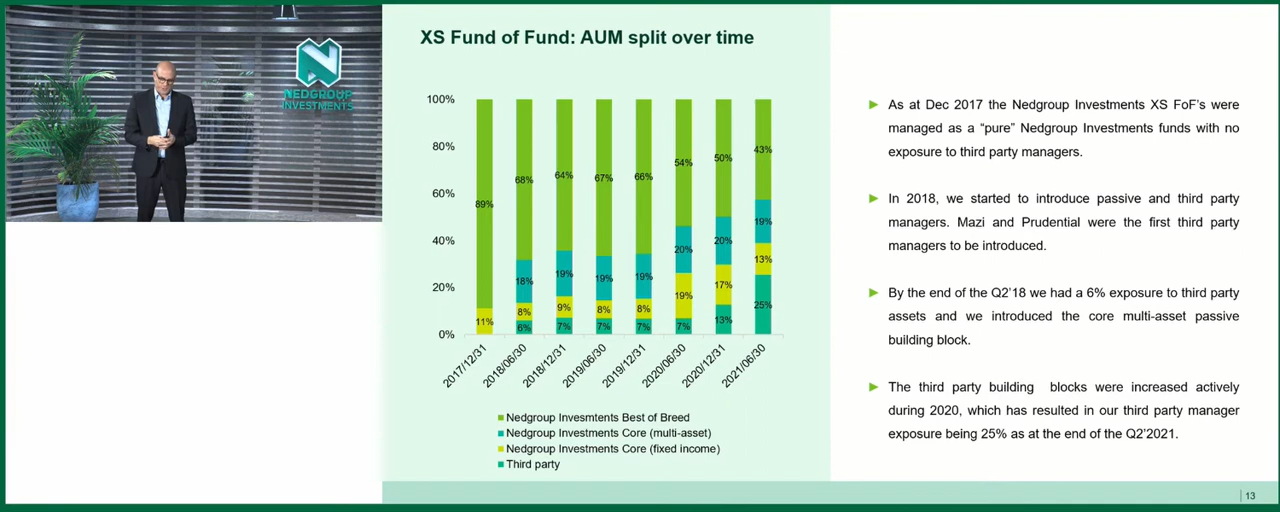 NEDGROUP
INVESTMENTS
XS Fund of Fund: AUM split over time
100%
80%
60%
40%
20%
0%
89%
11%
68%
18%
8%
6%
64%
19%
9%
7%
67%
19%
8%
7%
66%
19%
8%
7%
54%
20%
19%
7%
50%
20%
17%
13%
43%
19%
13%
25%
2017/12/31
2018/06/30
2018/12/31
2019/06/30
2019/12/31
2020/06/30
2020/12/31
2021/06/30
Nedgroup Invesmtents Best of Breed
Nedgroup Investments Core (multi-asset)
Nedgroup Investments Core (fixed income)
Third party
As at Dec 2017 the Nedgroup Investments XS FoF's were
managed as a “pure” Nedgroup Investments funds with no
exposure to third party managers.
In 2018, we started to introduce passive and third party
managers. Mazi and Prudential were the first third party
managers to be introduced.
By the end of the Q2'18 we had a 6% exposure to third party
assets and we introduced the core multi-asset passive
building block.
The third party building blocks were increased actively
during 2020, which has resulted in our third party manager
exposure being 25% as at the end of the Q2'2021.
13